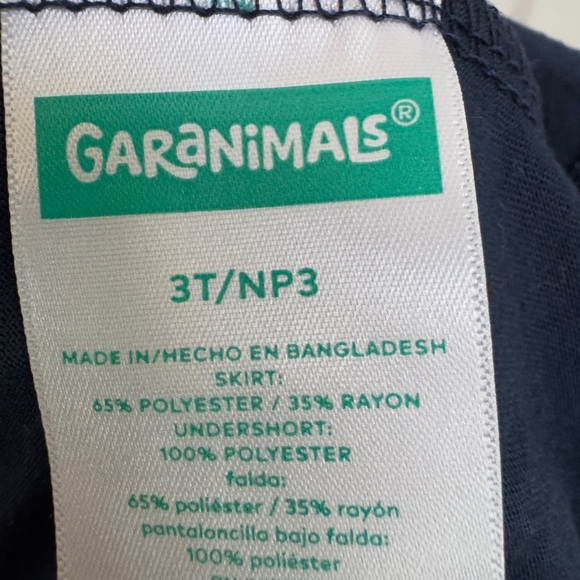 GARANiMALS®
3T/NP3
MADE IN/HECHO EN BANGLADESH
SKIRT:
65% POLYESTER / 35% RAYON
UNDERSHORT:
100% POLYESTER
falda:
65% poliéster / 35% rayón
pantaloncillo bajo falda:
100% poliéster